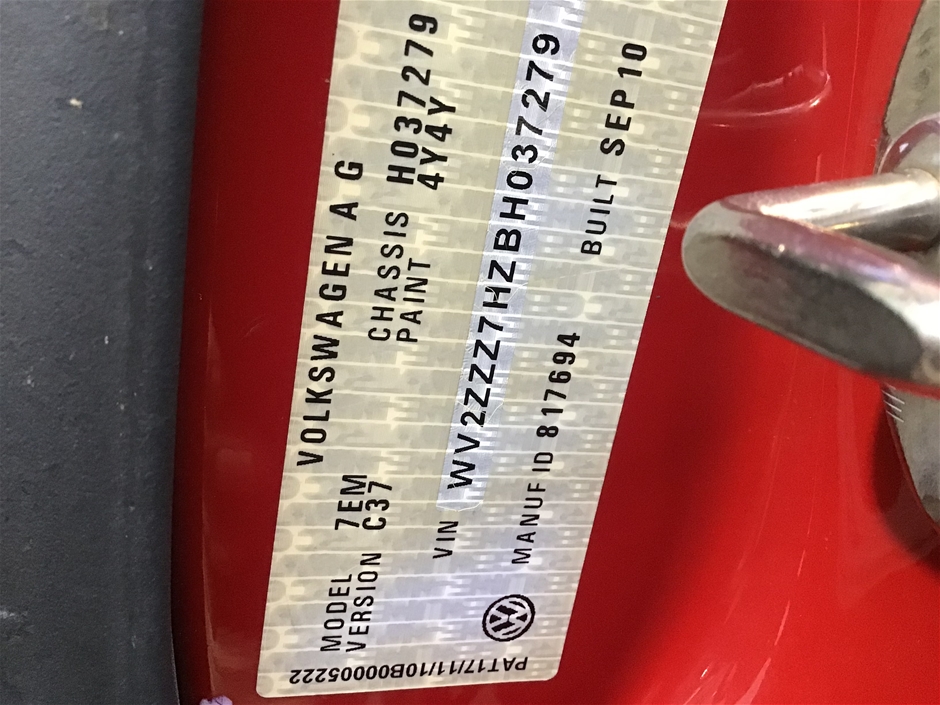 VOLKSWAGEN A G
MODEL 7EM CHASSIS H037279
VERSION C37 PAINT 4Y4Y
VIN WV2ZZZ7HZBH037279
MANUF ID 817694 BUILT SEP10
PAT17/11/10B00005222